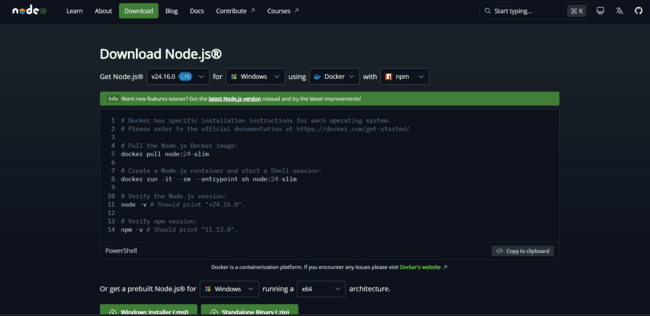 node
Learn About Download Blog Docs Contribute ↗ Courses ↗ Start typing... ⌘ K
Download Node.js®
Get Node.js® v24.16.0 LTS for Windows using Docker with npm
Info Want new features sooner? Get the latest Node.js version instead and try the latest improvements!
1 # Docker has specific installation instructions for each operating system.
2 # Please refer to the official documentation at https://docker.com/get-started/
3
4 # Pull the Node.js Docker image:
5 docker pull node:24-slim
6
7 # Create a Node.js container and start a Shell session:
8 docker run -it --rm --entrypoint sh node:24-slim
9
10 # Verify the Node.js version:
11 node -v # Should print "v24.16.0".
12
13 # Verify npm version:
14 npm -v # Should print "11.13.0".
PowerShell Copy to clipboard
Docker is a containerization platform. If you encounter any issues please visit Docker's website ↗
Or get a prebuilt Node.js® for Windows running a x64 architecture.
Windows Installer (.msi) Standalone Binary (.zip)